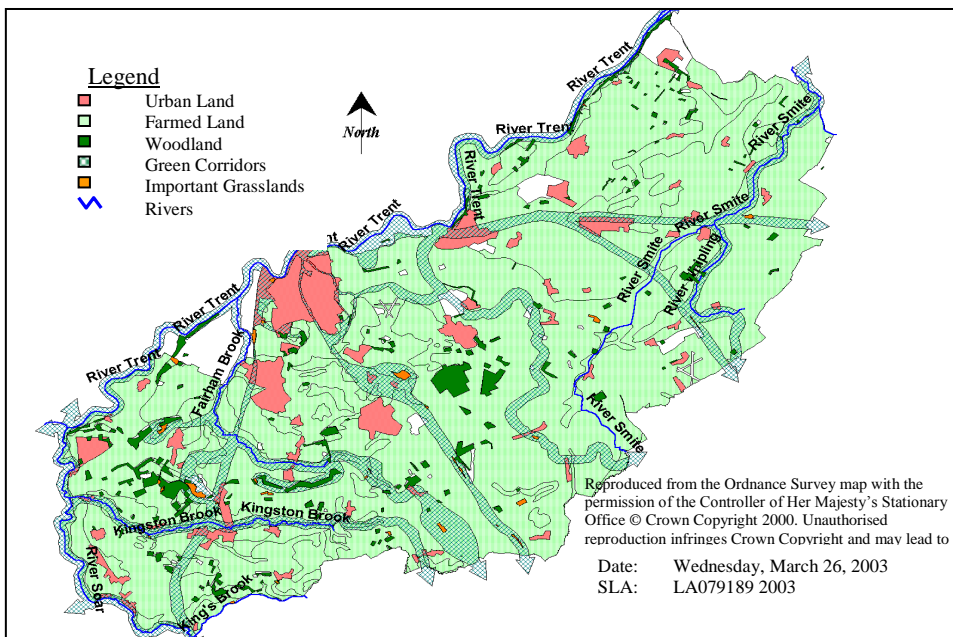 Legend
Urban Land
Farmed Land
Woodland
Green Corridors
Important Grasslands
Rivers
North
River Trent
River Trent
River Trent
River Trent
River Trent
River Trent
River Smite
River Smite
River Smite
River Whipling
River Trent
Fairham Brook
River Smite
Kingston Brook
Kingston Brook
River Soar
King's Brook
Reproduced from the Ordnance Survey map with the
permission of the Controller of Her Majesty's Stationary
Office © Crown Copyright 2000. Unauthorised
reproduction infringes Crown Copyright and may lead to
Date: Wednesday, March 26, 2003
SLA: LA079189 2003